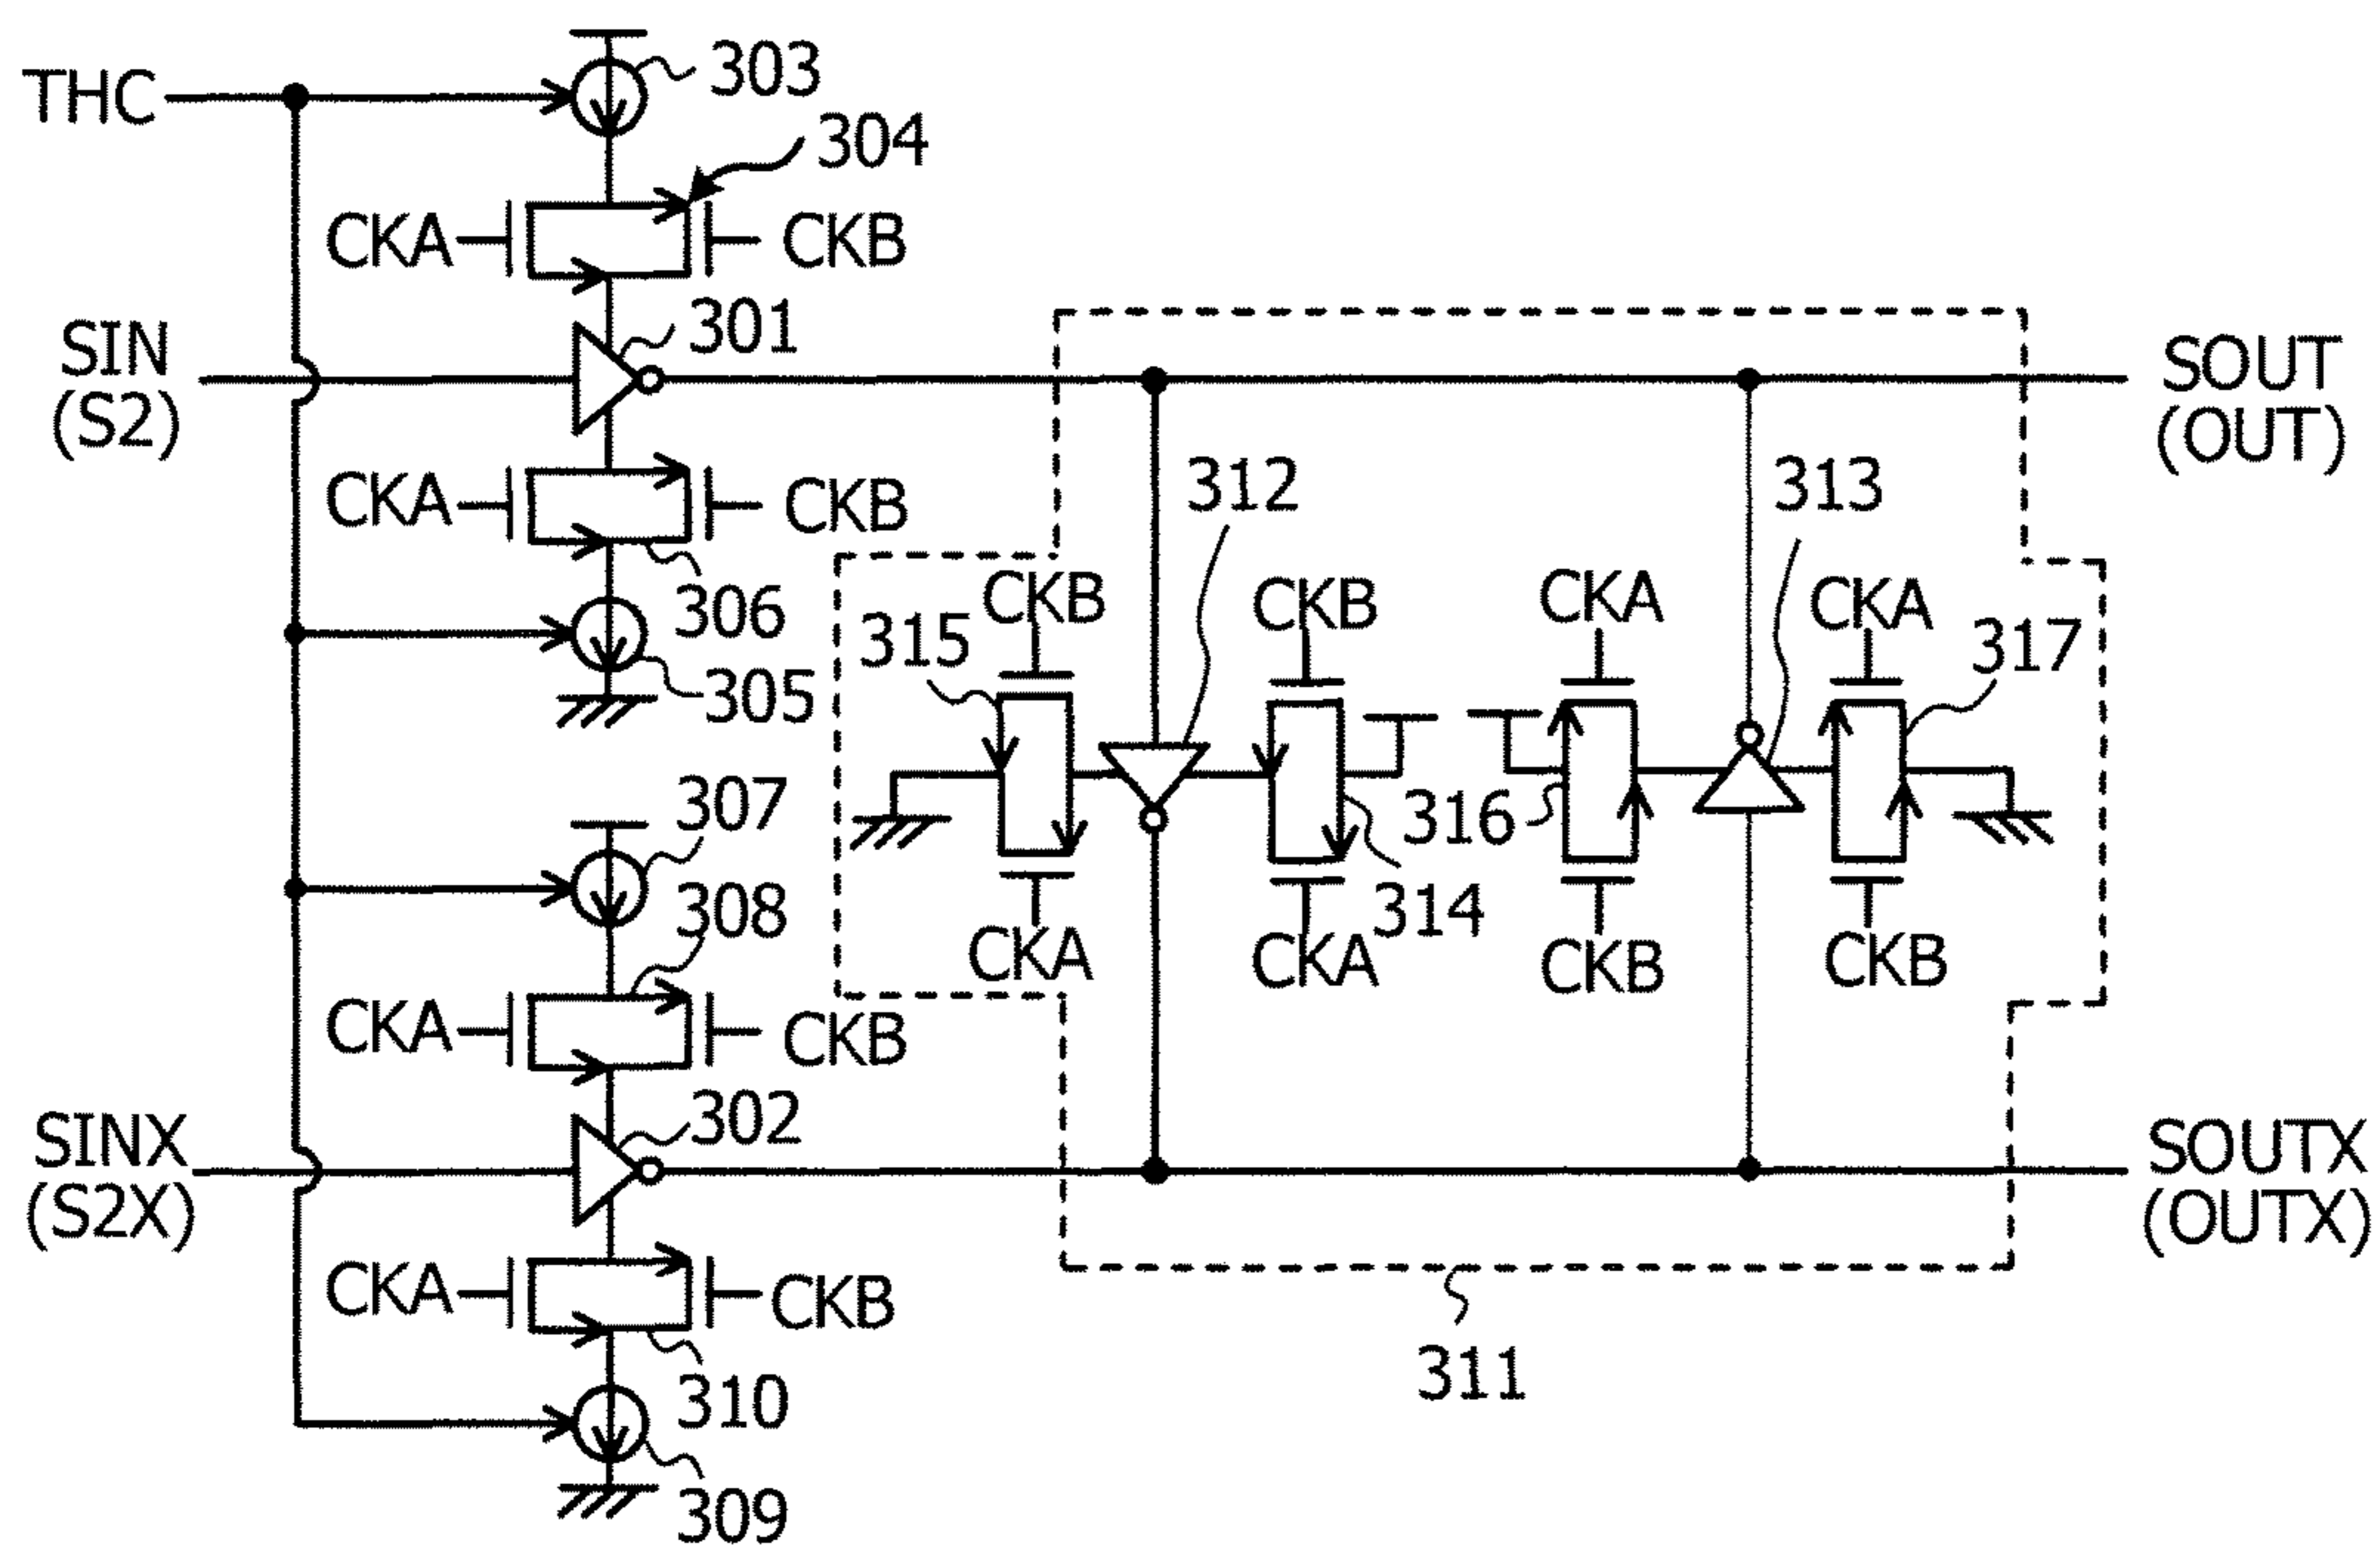 THC
303
304
CKA
CKB
301
SIN
(S2)
SOUT
(OUT)
CKA
CKB
312
313
306
305
315
CKB
CKB
CKA
CKA
317
307
308
316
314
CKA
CKA
CKB
CKB
CKA
CKB
302
SINX
(S2X)
SOUTX
(OUTX)
CKA
CKB
310
311
309